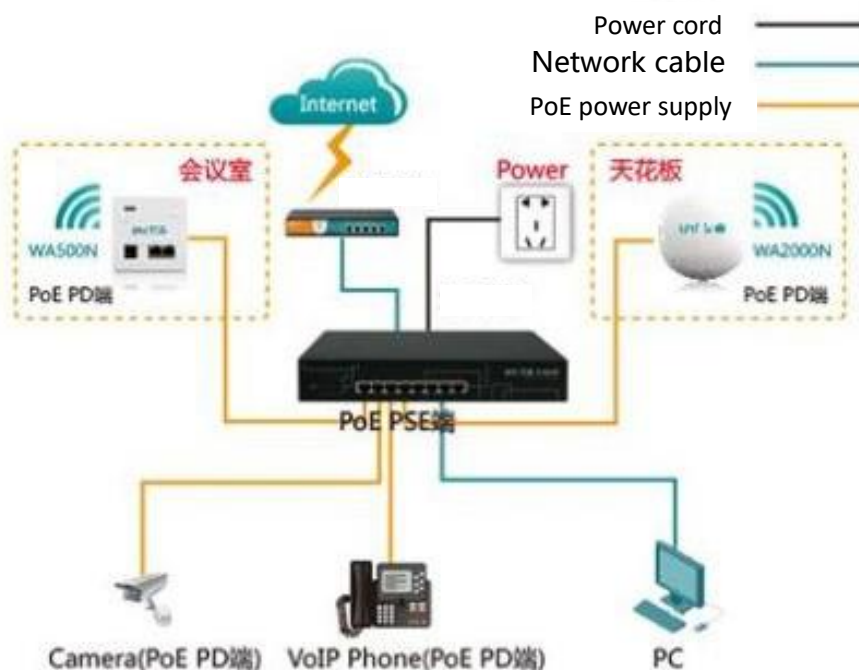 Power cord
Network cable
PoE power supply
Internet
会议室
Power
天花板
WA500N
WA2000N
PoE PD端
PoE PD端
PoE PSE端
Camera(PoE PD端)
VoIP Phone(PoE PD端)
PC